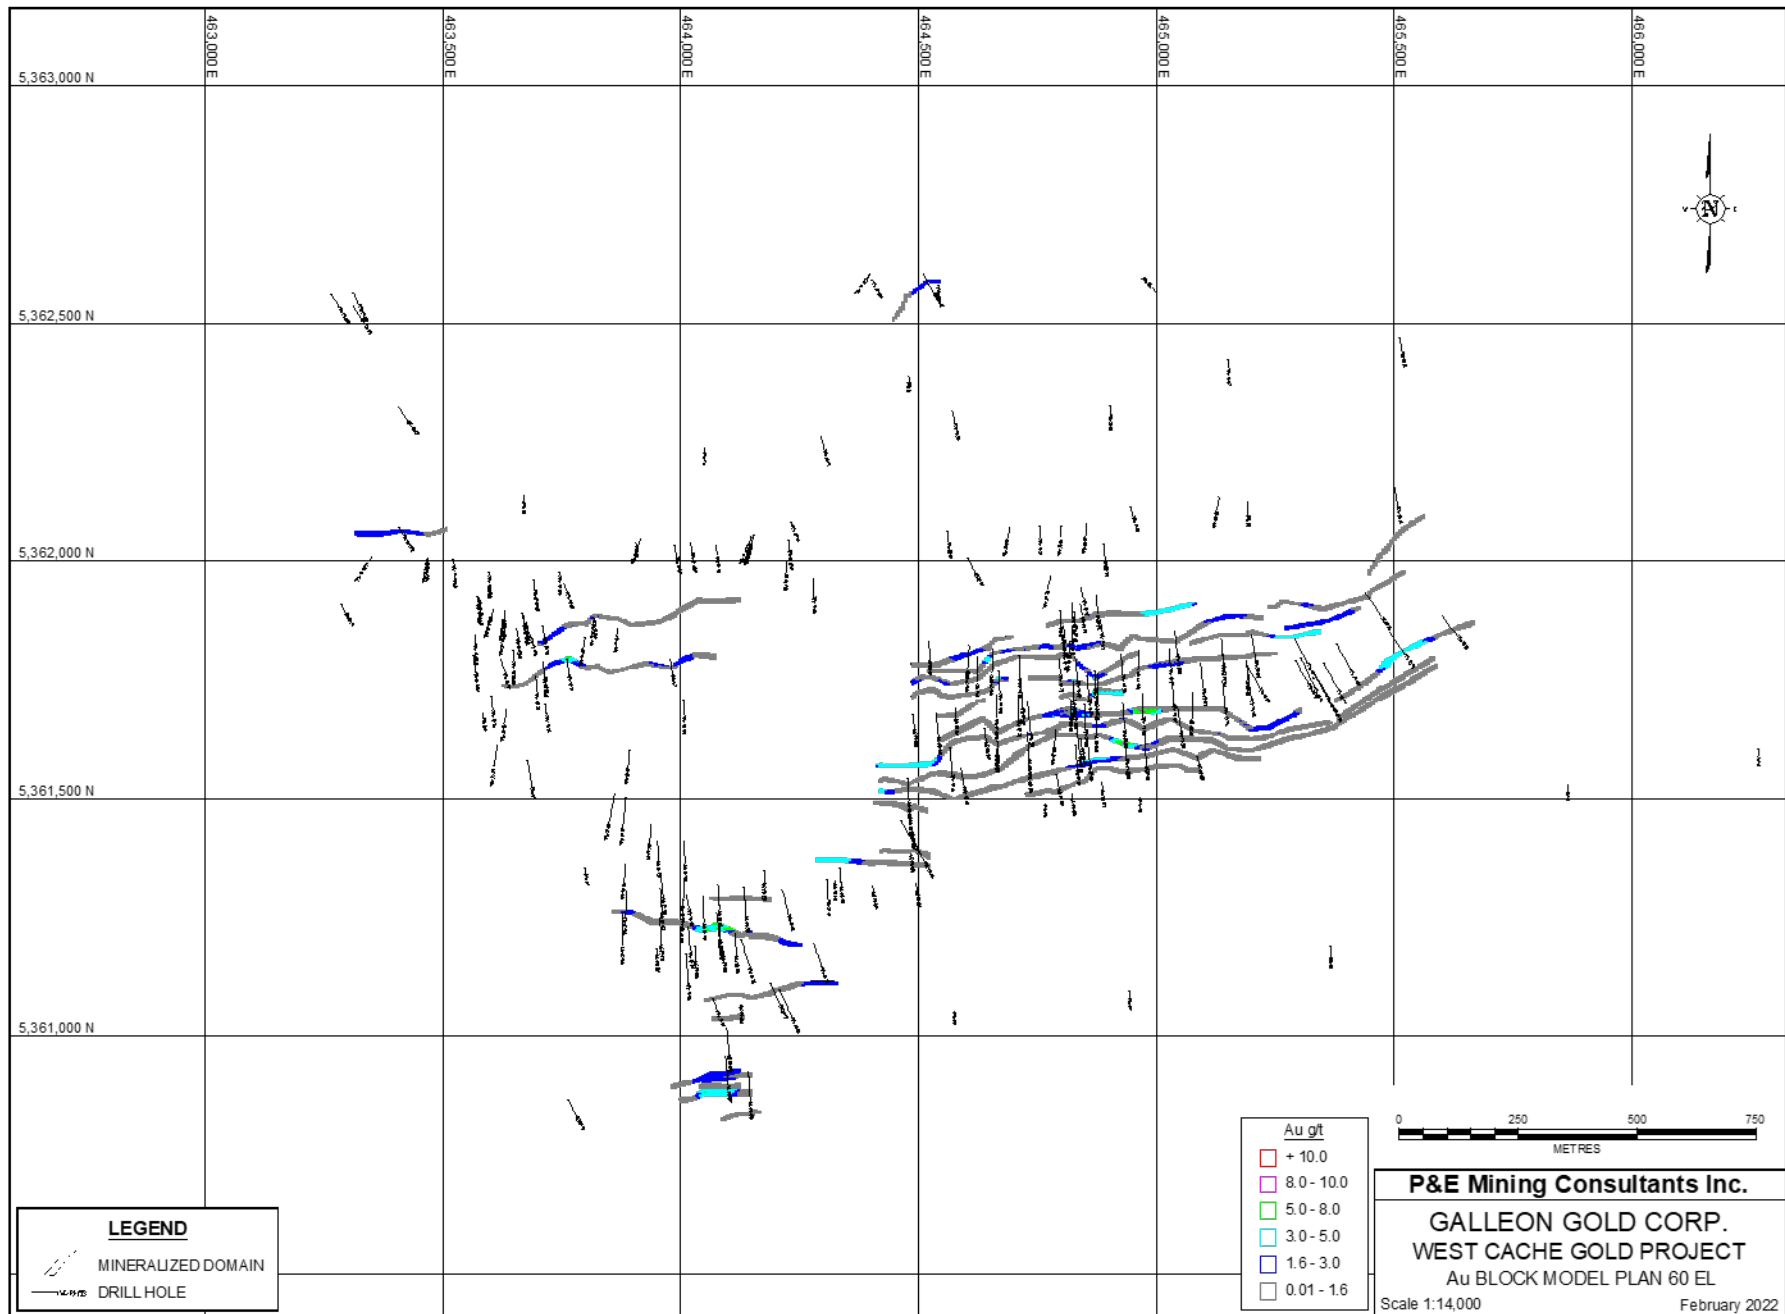 463,000 E
463,500 E
464,000 E
464,500 E
465,000 E
465,500 E
466,000 E
5,363,000 N
N
5,362,500 N
5,362,000 N
5,361,500 N
5,361,000 N
Au g/t
+ 10.0
8.0 - 10.0
5.0 - 8.0
3.0 - 5.0
1.6 - 3.0
0.01 - 1.6
0 250 500 750
METRES
P&E Mining Consultants Inc.
GALLEON GOLD CORP.
WEST CACHE GOLD PROJECT
Au BLOCK MODEL PLAN 60 EL
Scale 1:14,000 February 2022
LEGEND
MINERALIZED DOMAIN
DRILL HOLE